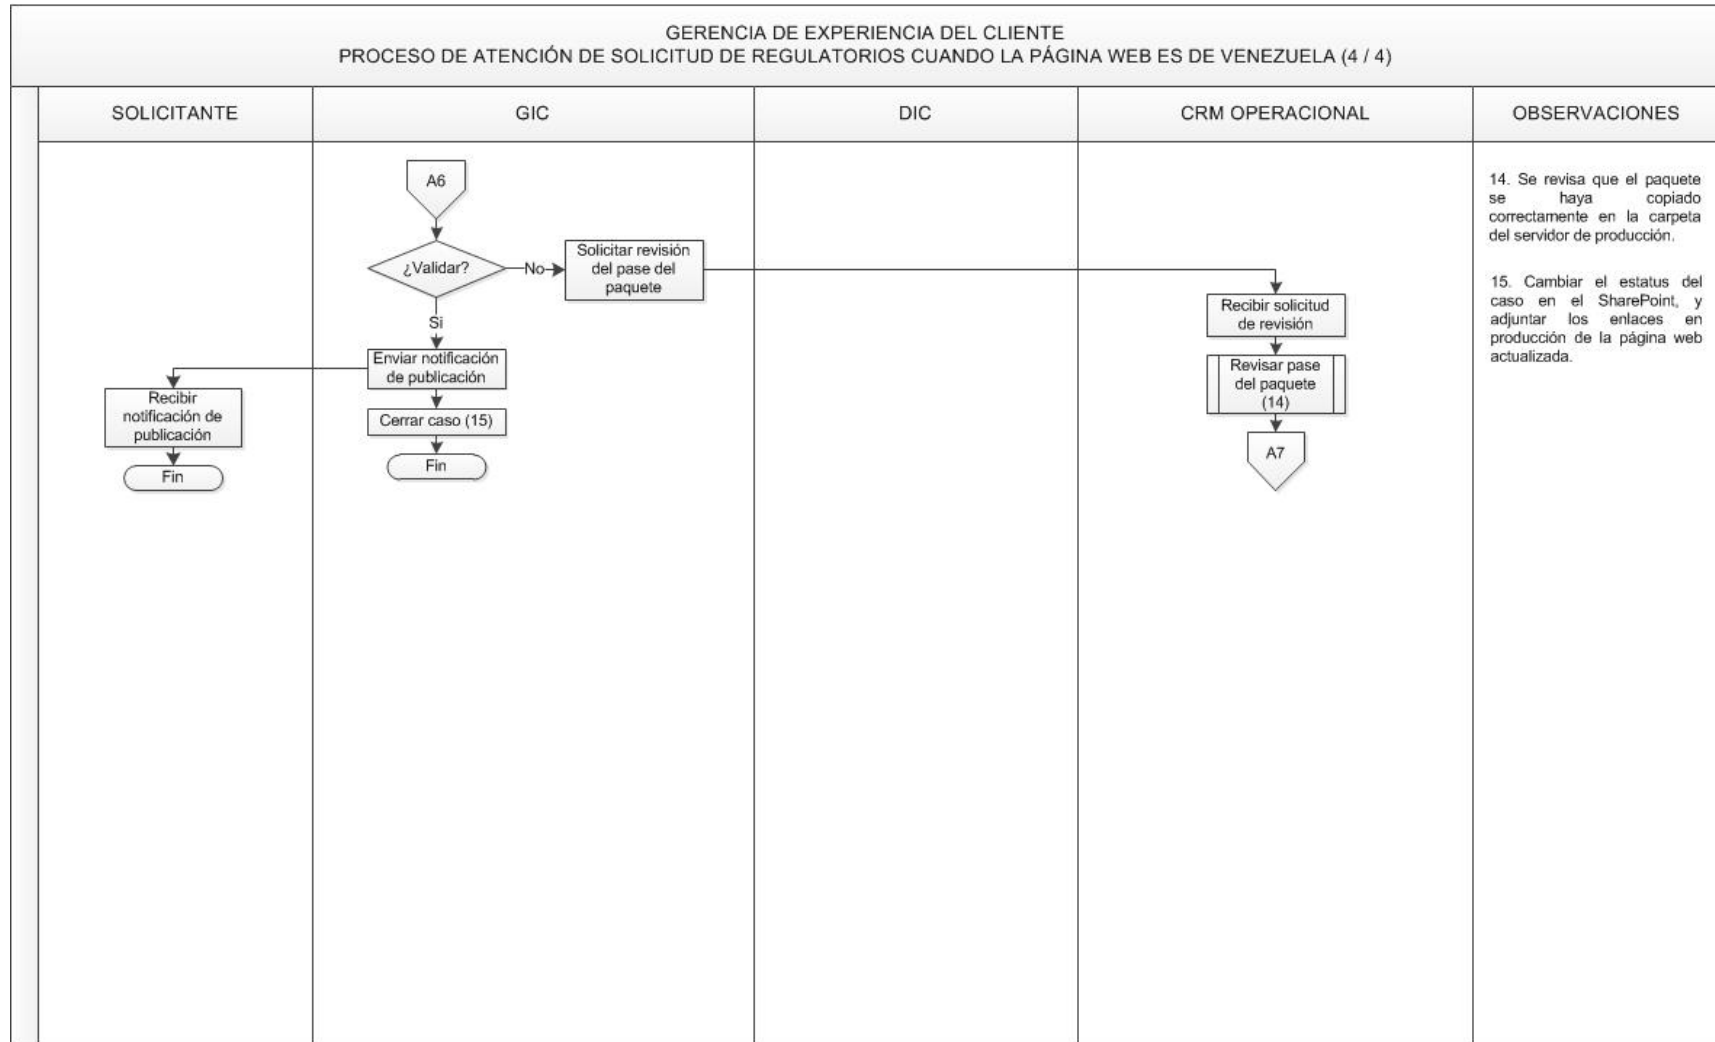 GERENCIA DE EXPERIENCIA DEL CLIENTE
PROCESO DE ATENCIÓN DE SOLICITUD DE REGULATORIOS CUANDO LA PÁGINA WEB ES DE VENEZUELA (4 / 4)
SOLICITANTE
GIC
DIC
CRM OPERACIONAL
OBSERVACIONES
A6
¿Validar?
No
Solicitar revisión
del pase del
paquete
Si
Enviar notificación
de publicación
Cerrar caso (15)
Fin
Recibir
notificación de
publicación
Fin
Recibir solicitud
de revisión
Revisar pase
del paquete
(14)
A7
14. Se revisa que el paquete
se haya copiado
correctamente en la carpeta
del servidor de producción.
15. Cambiar el estatus del
caso en el SharePoint, y
adjuntar los enlaces en
producción de la página web
actualizada.